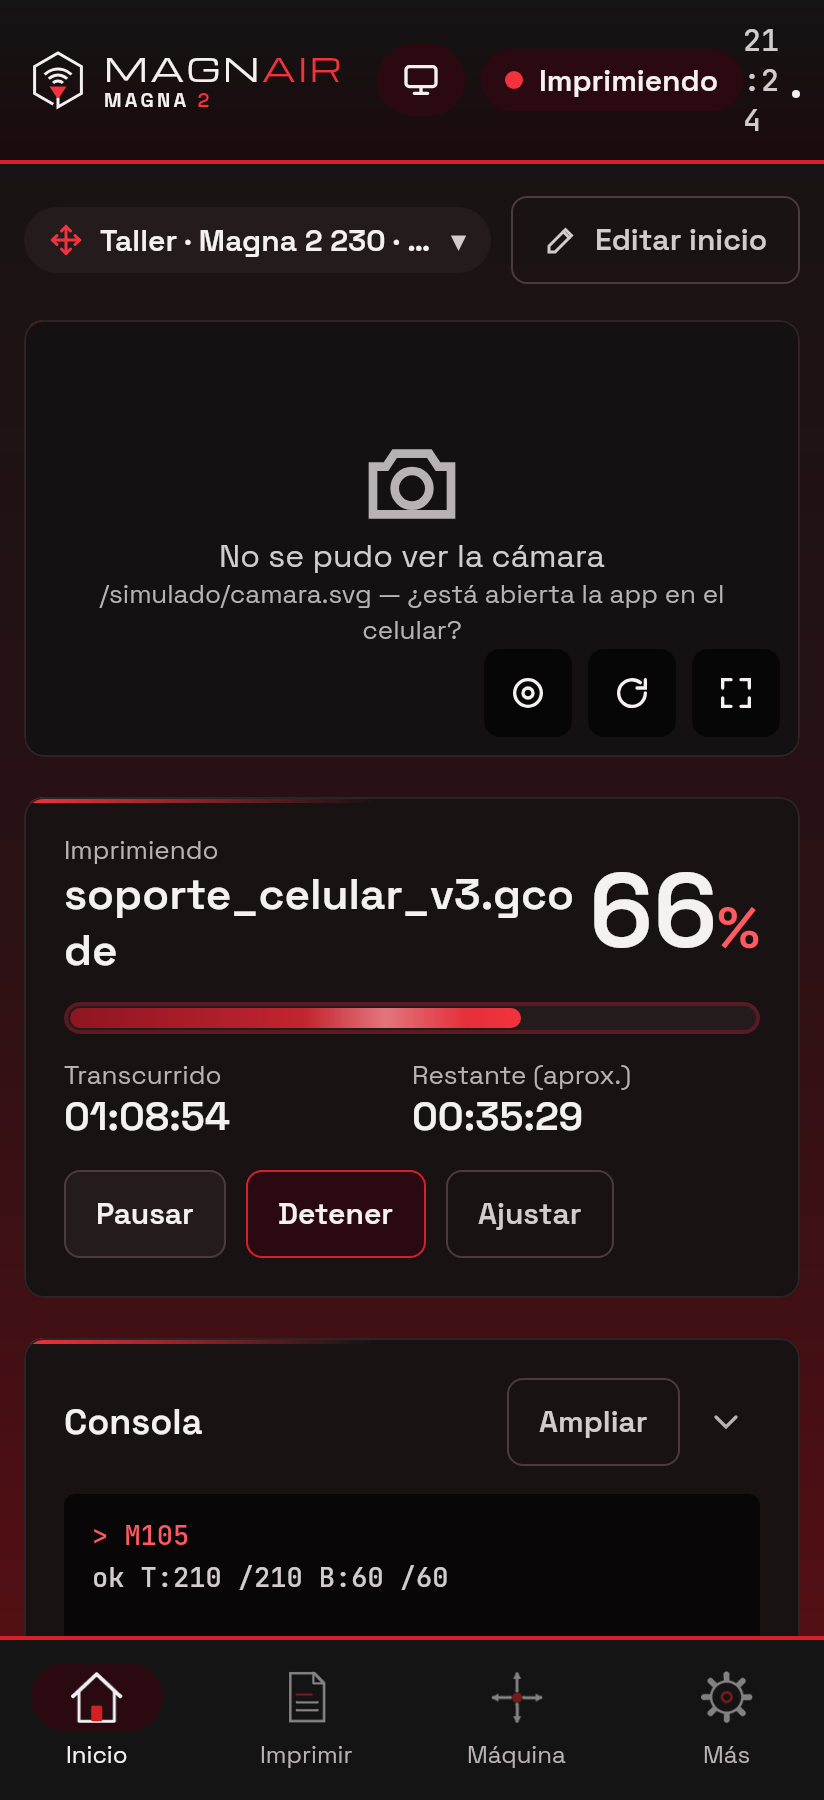 MAGNAIR
MAGNA 2
Imprimiendo
21
:2
4
Taller · Magna 2 230 · ...
Editar inicio
No se pudo ver la cámara
/simulado/camara.svg — ¿está abierta la app en el
celular?
Imprimiendo
soporte_celular_v3.gco
de
66%
Transcurrido
Restante (aprox.)
01:08:54
00:35:29
Pausar
Detener
Ajustar
Consola
Ampliar
> M105
ok T:210 /210 B:60 /60
Inicio
Imprimir
Máquina
Más